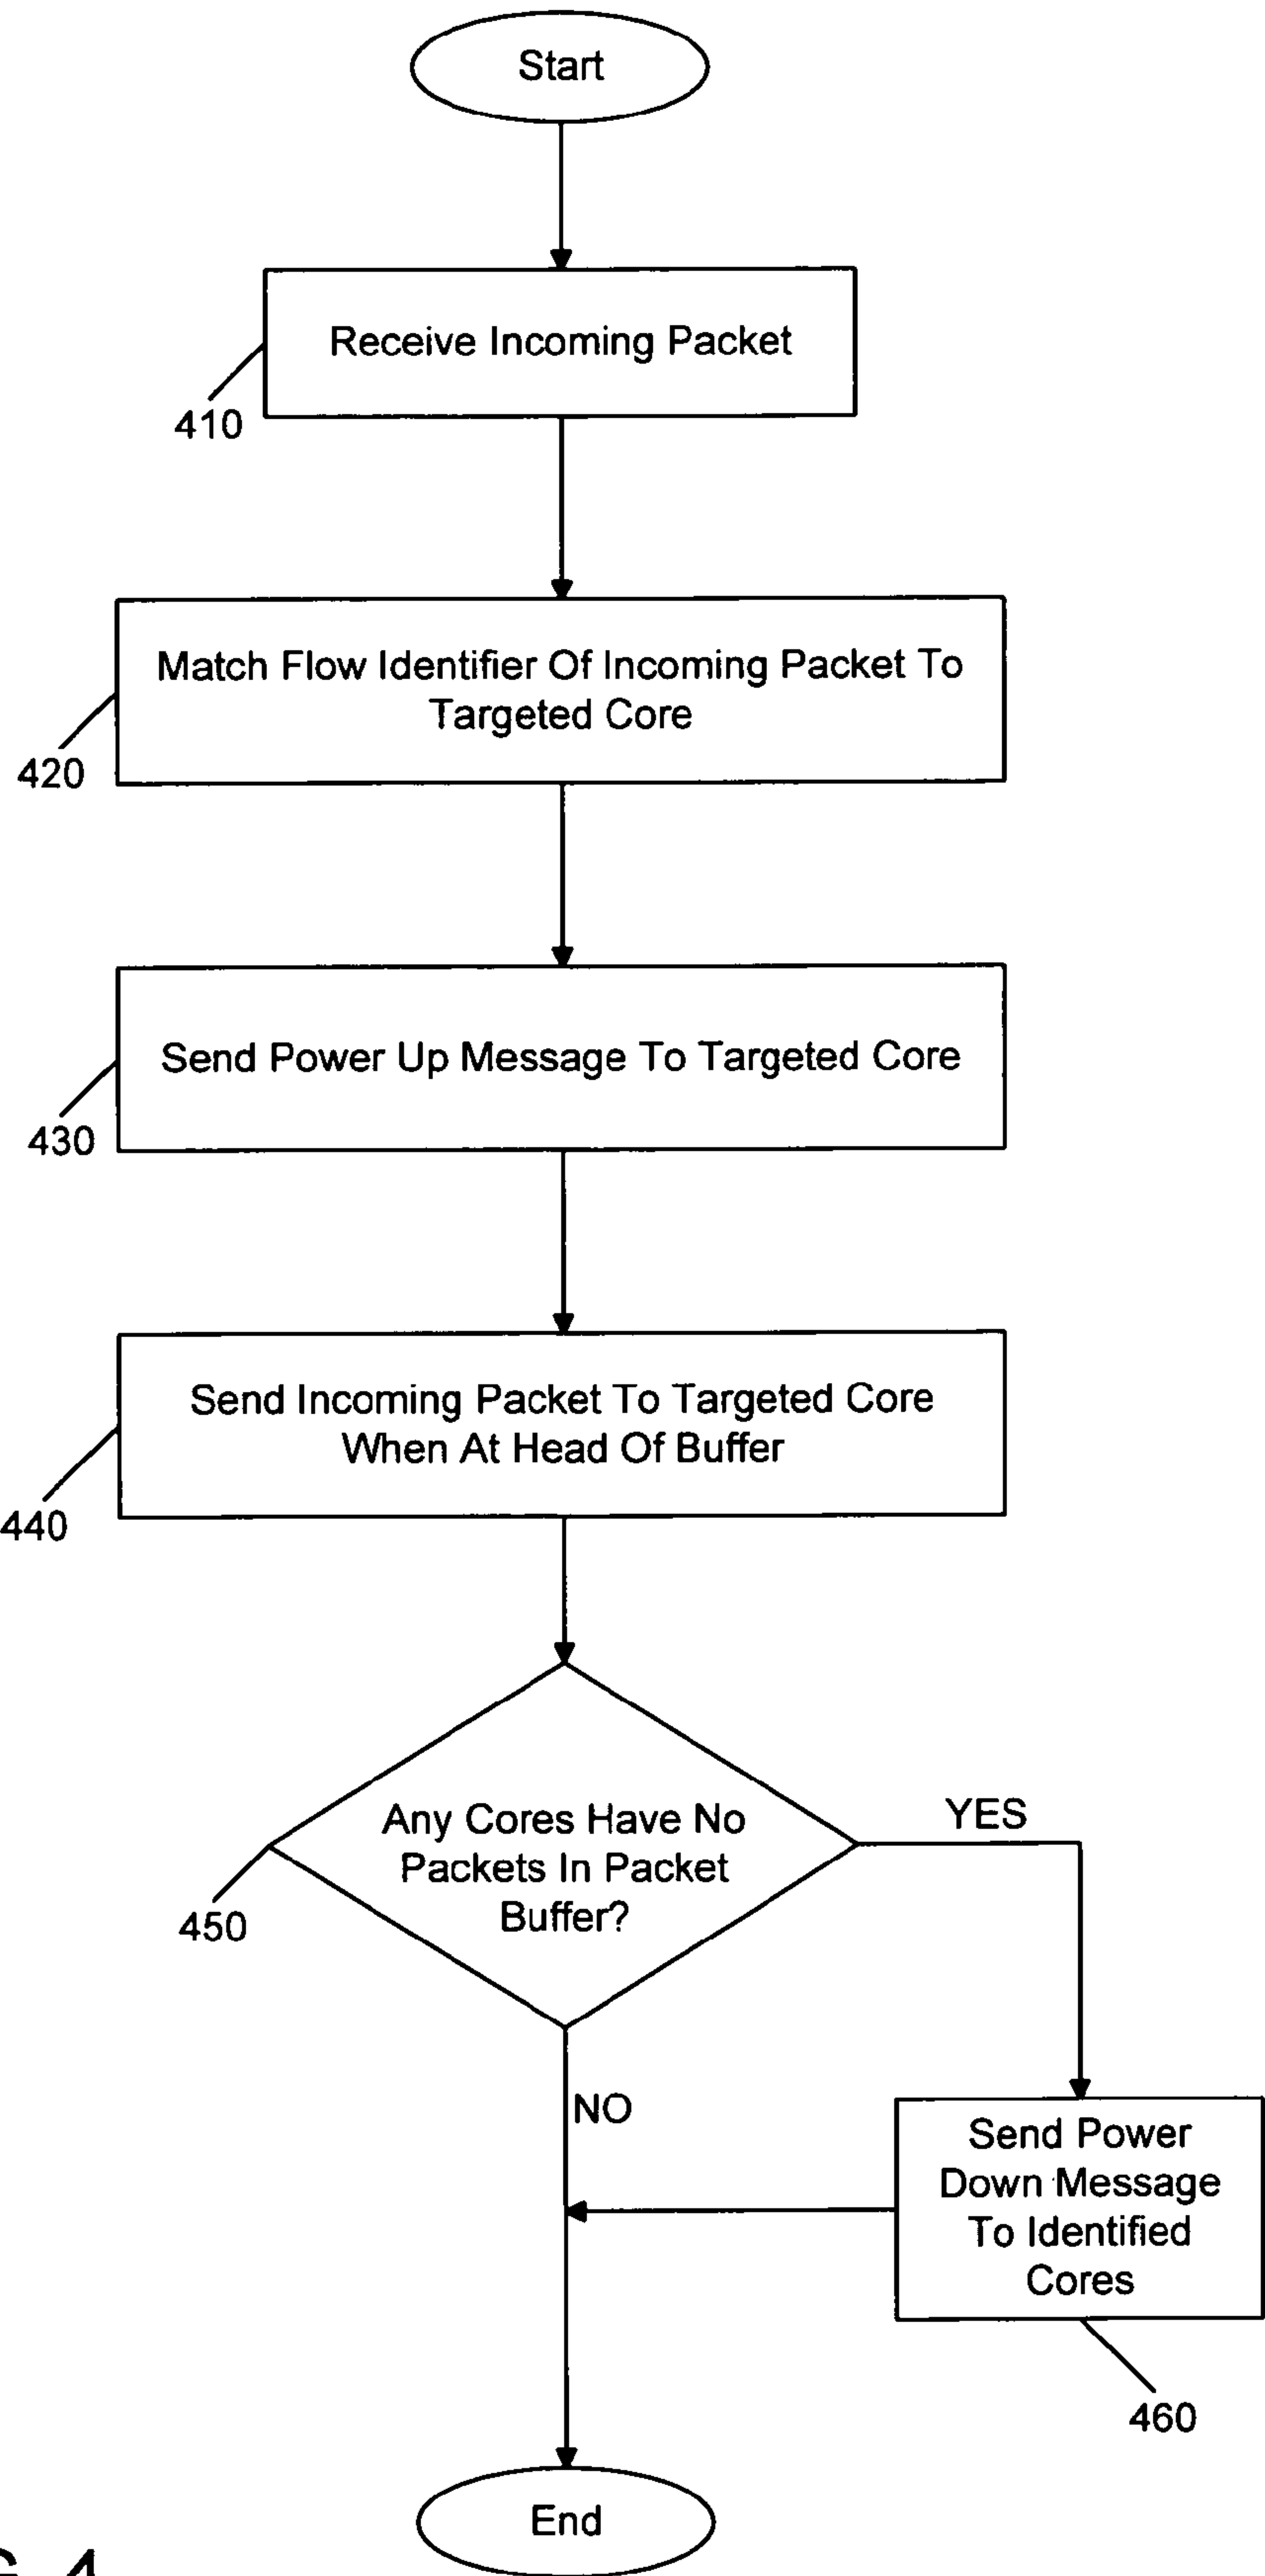 Start
Receive Incoming Packet
410
Match Flow Identifier Of Incoming Packet To
Targeted Core
420
Send Power Up Message To Targeted Core
430
Send Incoming Packet To Targeted Core
When At Head Of Buffer
440
Any Cores Have No
Packets In Packet
Buffer?
YES
450
NO
Send Power
Down Message
To Identified
Cores
460
End